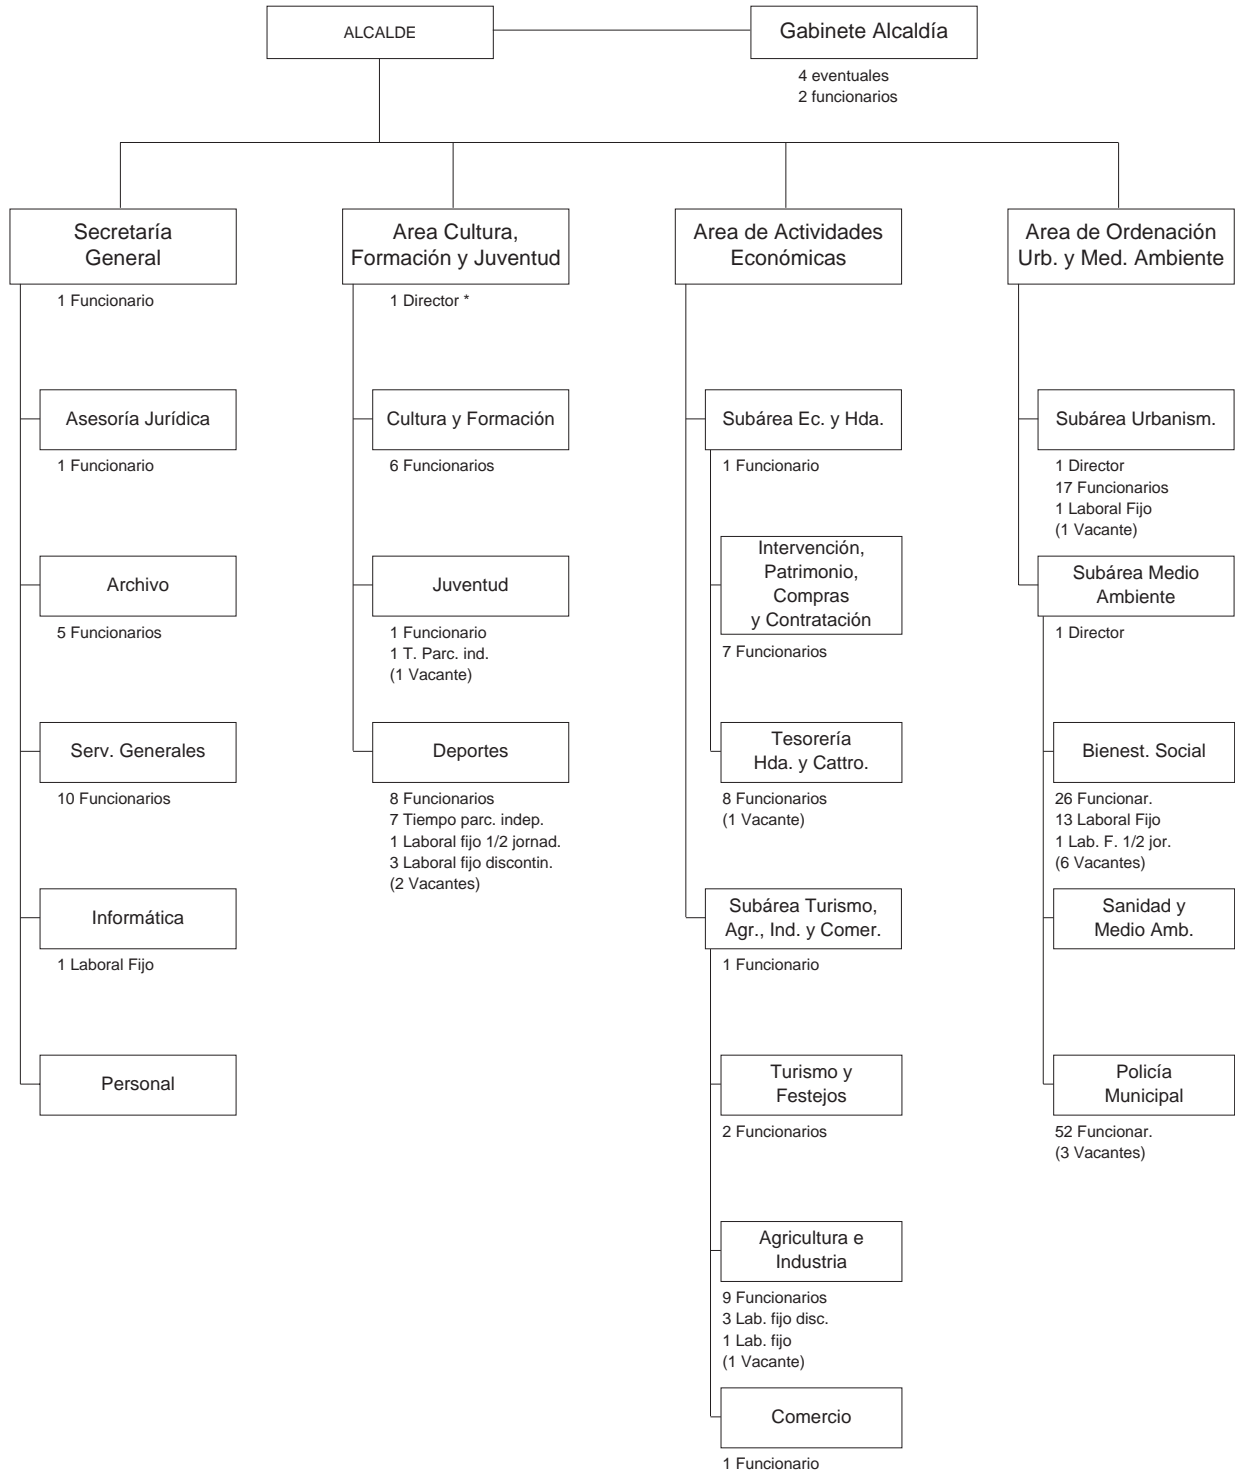 ALCALDE
Gabinete Alcaldía
4 eventuales
2 funcionarios
Secretaría
General
1 Funcionario
Asesoría Jurídica
1 Funcionario
Archivo
5 Funcionarios
Serv. Generales
10 Funcionarios
Informática
1 Laboral Fijo
Personal
Area Cultura,
Formación y Juventud
1 Director *
Cultura y Formación
6 Funcionarios
Juventud
1 Funcionario
1 T. Parc. ind.
(1 Vacante)
Deportes
8 Funcionarios
7 Tiempo parc. indep.
1 Laboral fijo 1/2 jornad.
3 Laboral fijo discontin.
(2 Vacantes)
Area de Actividades
Económicas
Subárea Ec. y Hda.
1 Funcionario
Intervención,
Patrimonio,
Compras
y Contratación
7 Funcionarios
Tesorería
Hda. y Cattro.
8 Funcionarios
(1 Vacante)
Subárea Turismo,
Agr., Ind. y Comer.
1 Funcionario
Turismo y
Festejos
2 Funcionarios
Agricultura e
Industria
9 Funcionarios
3 Lab. fijo disc.
1 Lab. fijo
(1 Vacante)
Comercio
1 Funcionario
Area de Ordenación
Urb. y Med. Ambiente
Subárea Urbanism.
1 Director
17 Funcionarios
1 Laboral Fijo
(1 Vacante)
Subárea Medio
Ambiente
1 Director
Bienest. Social
26 Funcionar.
13 Laboral Fijo
1 Lab. F. 1/2 jor.
(6 Vacantes)
Sanidad y
Medio Amb.
Policía
Municipal
52 Funcionar.
(3 Vacantes)